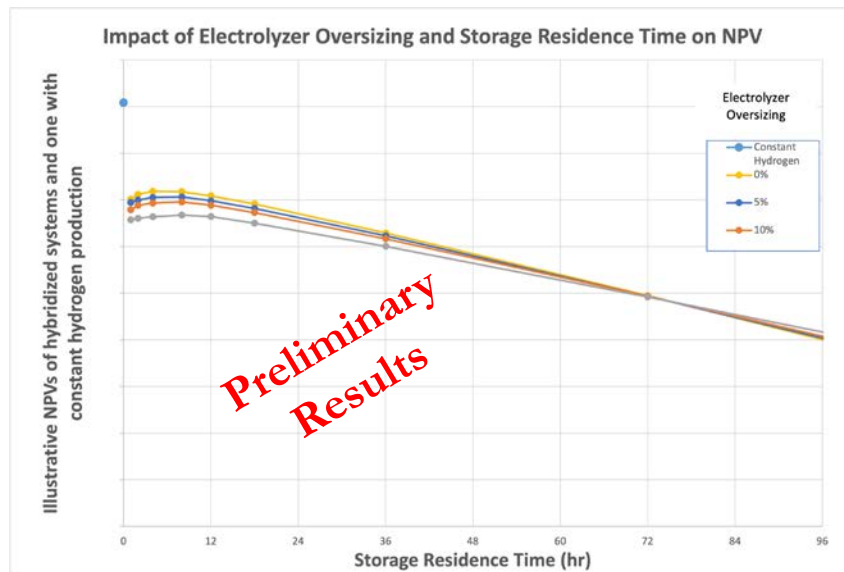 Impact of Electrolyzer Oversizing and Storage Residence Time on NPV
Illustrative NPVs of hybridized systems and one with
constant hydrogen production
Electrolyzer
Oversizing
Constant
Hydrogen
0%
5%
10%
Preliminary
Results
0 12 24 36 48 60 72 84 96
Storage Residence Time (hr)